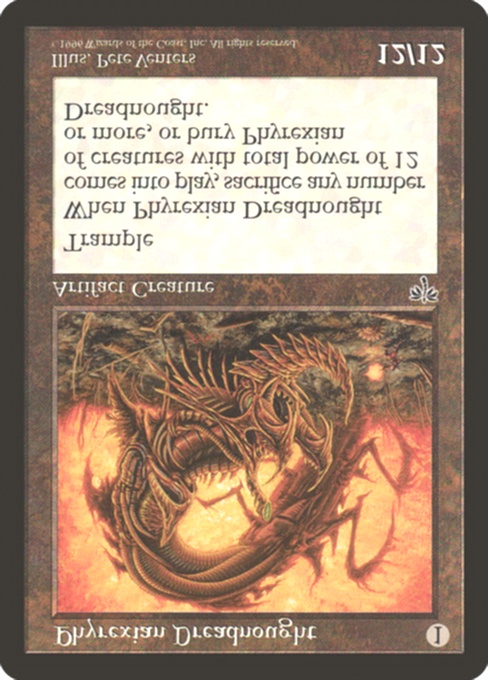 Phyrexian Dreadnought 1
Artifact Creature
Trample
When Phyrexian Dreadnought
comes into play, sacrifice any number
of creatures with total power of 12
or more, or bury Phyrexian
Dreadnought.
Illus. Pete Venters 12/12
©1996 Wizards of the Coast, Inc. All rights reserved.